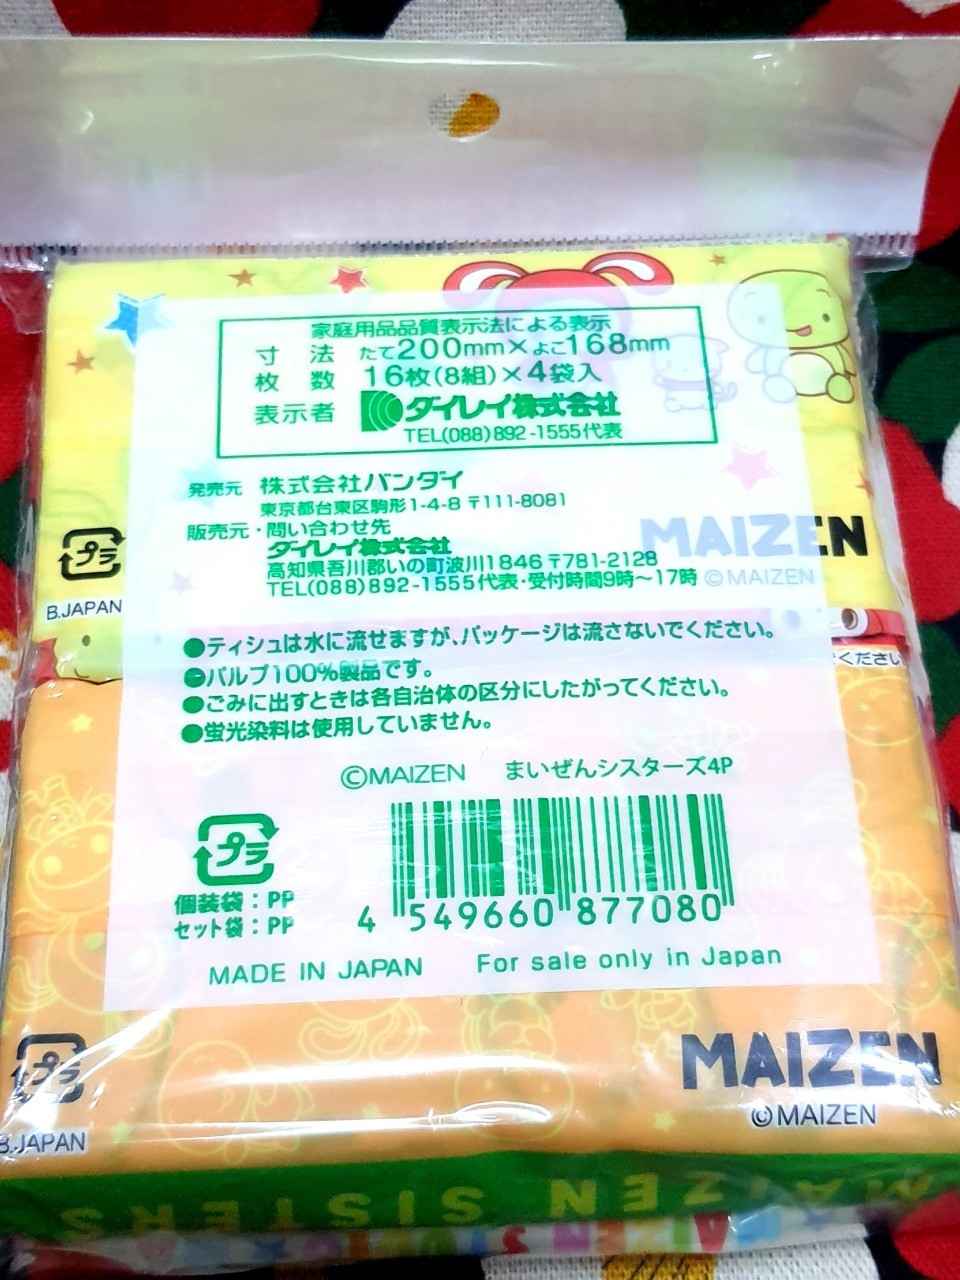 家庭用品品質表示法による表示
寸法 たて200mm×よこ168mm
枚数 16枚(8組)×4袋入
表示者 ダイレイ株式会社
TEL(088)892-1555代表
発売元 株式会社バンダイ
東京都台東区駒形1-4-8 〒111-8081
販売元・問い合わせ先
ダイレイ株式会社
高知県吾川郡いの町波川1846 〒781-2128
TEL(088)892-1555代表・受付時間9時～17時
MAIZEN
©MAIZEN
プラ
B.JAPAN
●ティシュは水に流せますが、パッケージは流さないでください。
ください
●パルプ100%製品です。
●ごみに出すときは各自治体の区分にしたがってください。
●蛍光染料は使用していません。
©MAIZEN まいぜんシスターズ4P
プラ
個装袋：PP
セット袋：PP
4 549660 877080
MADE IN JAPAN For sale only in Japan
プラ
B.JAPAN
MAIZEN
©MAIZEN
MAIZEN SISTERS